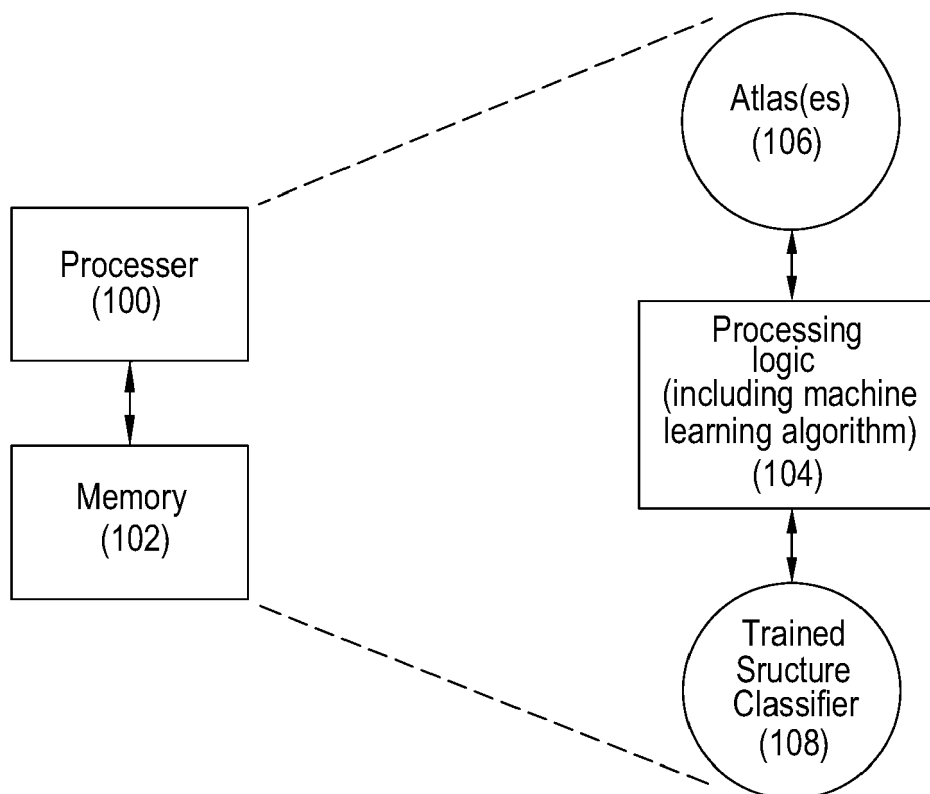 Processer
(100)
Memory
(102)
Atlas(es)
(106)
Processing
logic
(including machine
learning algorithm)
(104)
Trained
Sructure
Classifier
(108)